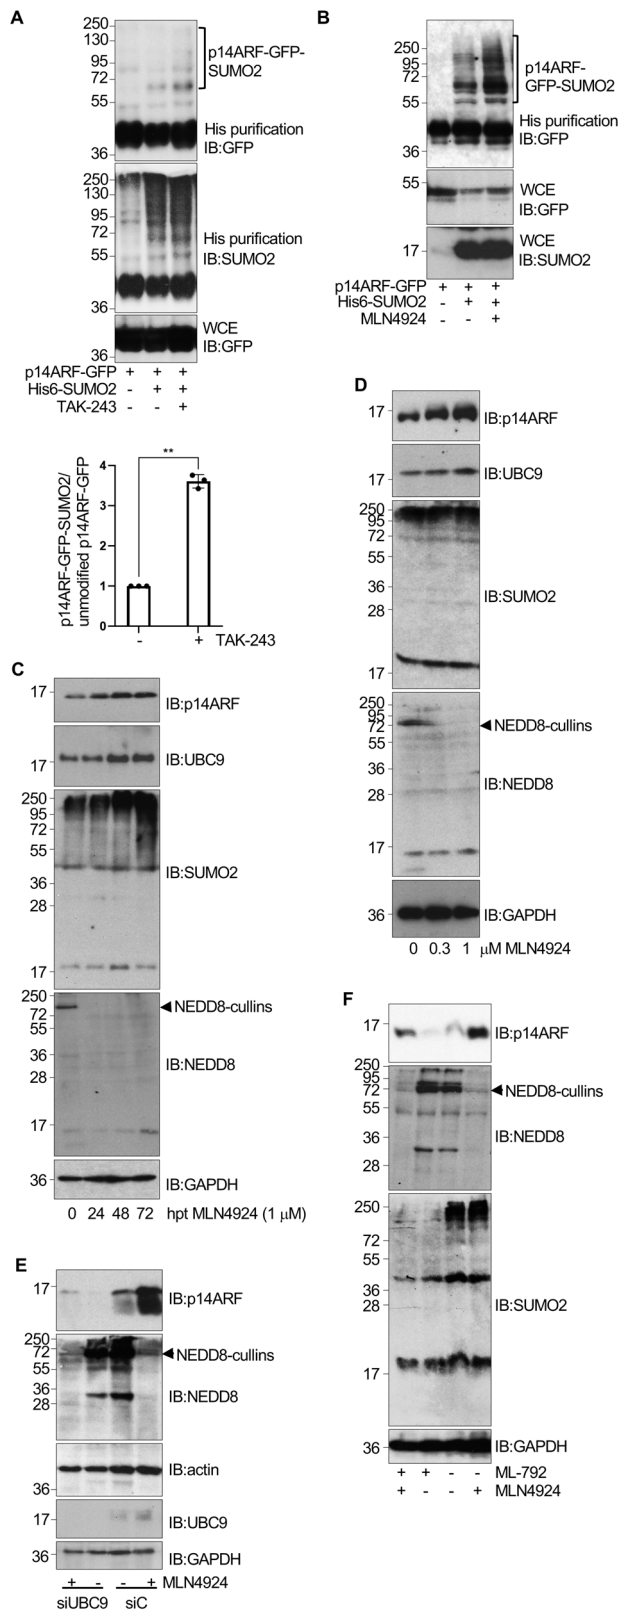 A
250
130
95
72
55
36
p14ARF-GFP-
SUMO2
His purification
IB:GFP
250
130
95
72
55
36
His purification
IB:SUMO2
36
WCE
IB:GFP
p14ARF-GFP + + +
His6-SUMO2 - + +
TAK-243 - - +
p14ARF-GFP-SUMO2/
unmodified p14ARF-GFP
4
3
2
1
0
**
- + TAK-243
B
250
95
72
55
36
p14ARF-
GFP-SUMO2
His purification
IB:GFP
55
WCE
IB:GFP
17
WCE
IB:SUMO2
p14ARF-GFP + + +
His6-SUMO2 - + +
MLN4924 - - +
C
17
IB:p14ARF
17
IB:UBC9
250
95
72
55
36
28
17
IB:SUMO2
250
72
55
36
28
17
NEDD8-cullins
IB:NEDD8
36
IB:GAPDH
0 24 48 72 hpt MLN4924 (1 µM)
D
17
IB:p14ARF
17
IB:UBC9
250
95
72
55
36
28
17
IB:SUMO2
250
95
72
55
36
28
17
NEDD8-cullins
IB:NEDD8
36
IB:GAPDH
0 0.3 1 µM MLN4924
E
17
IB:p14ARF
250
72
55
36
28
NEDD8-cullins
IB:NEDD8
36
IB:actin
17
IB:UBC9
36
IB:GAPDH
+ - - + MLN4924
siUBC9 siC
F
17
IB:p14ARF
250
95
72
55
36
28
NEDD8-cullins
IB:NEDD8
250
72
55
36
28
17
IB:SUMO2
36
IB:GAPDH
+ + - - ML-792
+ - - + MLN4924